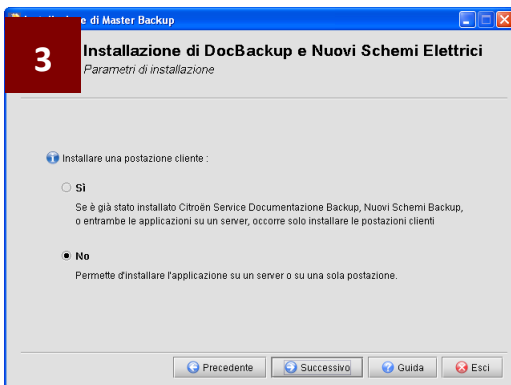 di Master Backup
3
Installazione di DocBackup e Nuovi Schemi Elettrici
Parametri di installazione
Installare una postazione cliente :
Sì
Se è già stato installato Citroën Service Documentazione Backup, Nuovi Schemi Backup,
o entrambe le applicazioni su un server, occorre solo installare le postazioni clienti
No
Permette d'installare l'applicazione su un server o su una sola postazione.
Precedente
Successivo
Guida
Esci